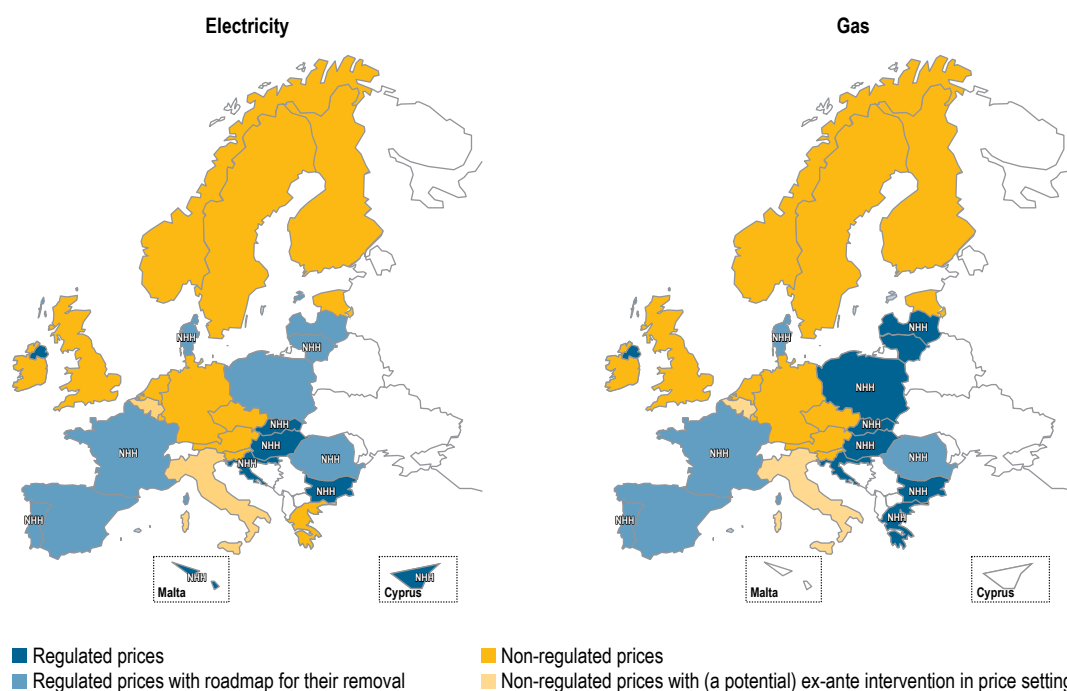 Electricity
Gas
NHH
NHH
NHH
NHH
NHH
NHH
NHH
NHH
NHH
NHH
NHH
NHH
Malta
Cyprus
NHH
NHH
NHH
NHH
NHH
NHH
NHH
NHH
NHH
NHH
Malta
Cyprus
Regulated prices
Regulated prices with roadmap for their removal
Non-regulated prices
Non-regulated prices with (a potential) ex-ante intervention in price setting